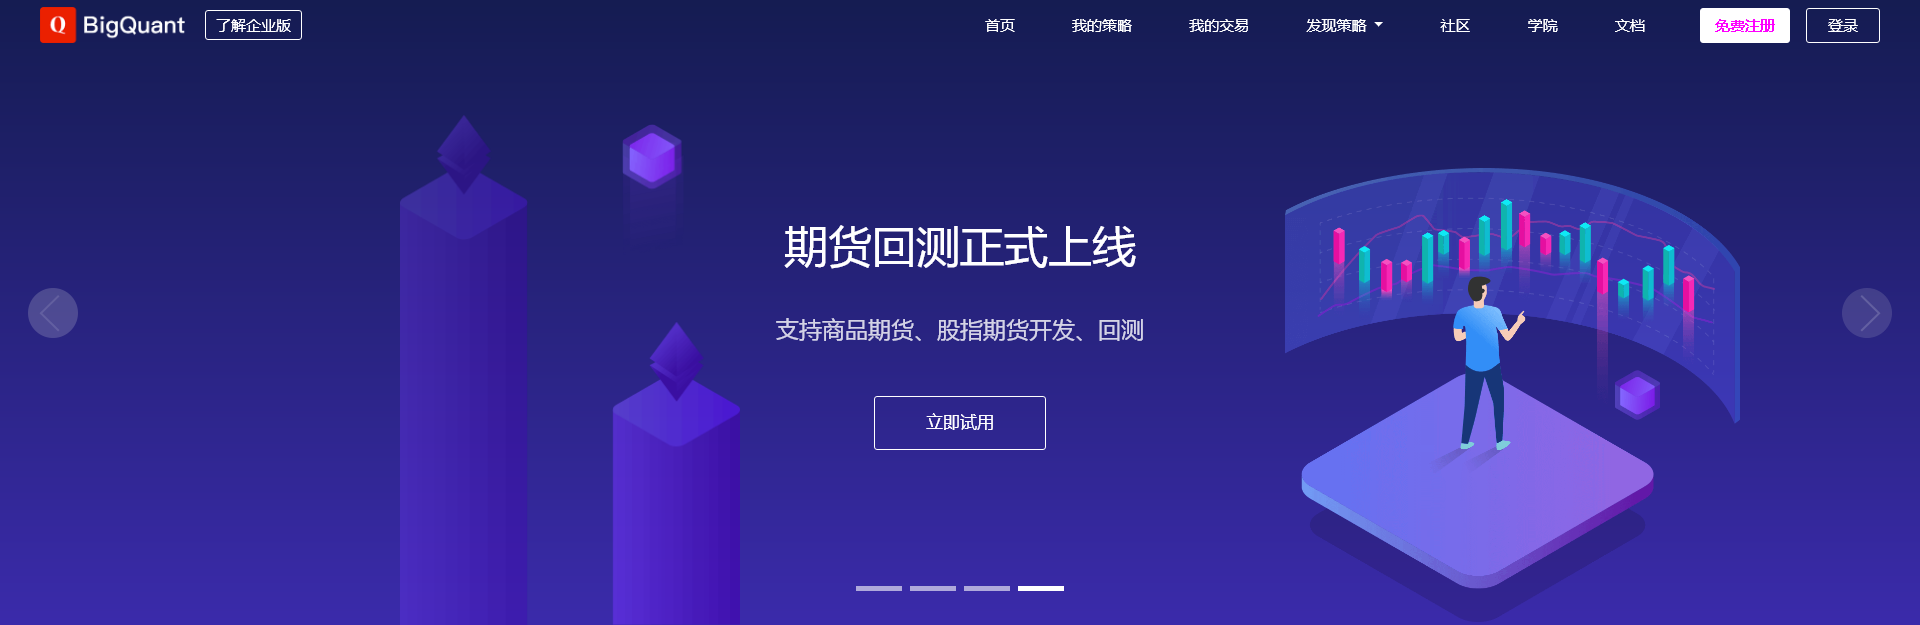 Q BigQuant 了解企业版 首页 我的策略 我的交易 发现策略 社区 学院 文档 免费注册 登录
期货回测正式上线
支持商品期货、股指期货开发、回测
立即试用